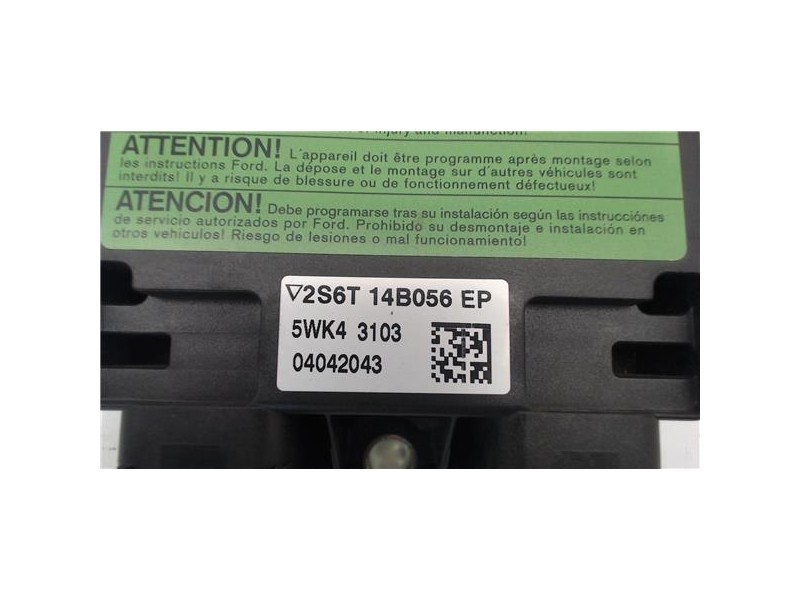 injury and malfunction!
ATTENTION! L'appareil doit être programme après montage selon
les instructions Ford. La dépose et le montage sur d'autres véhicules sont
interdits! Il y a risque de blessure ou de fonctionnement défectueux!
ATENCION! Debe programarse tras su instalación según las instrucciónes
de servicio autorizados por Ford. Prohibido su desmontaje e instalación en
otros vehiculos! Riesgo de lesiones o mal funcionamiento!
▽2S6T 14B056 EP
5WK4 3103
04042043